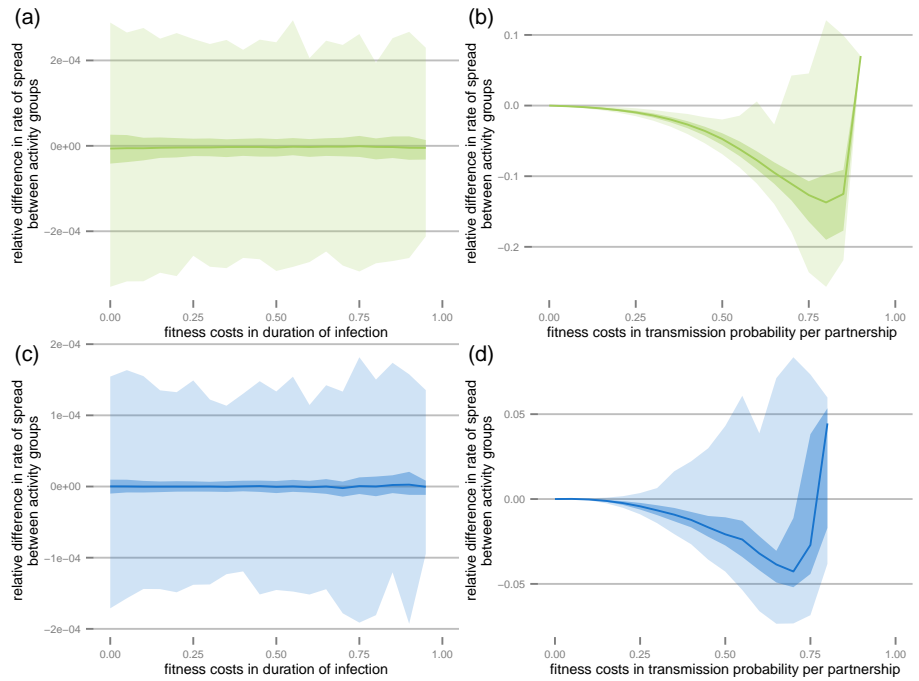 (a)
relative difference in rate of spread
between activity groups
2e−04
0e+00
−2e−04
0.00 0.25 0.50 0.75 1.00
fitness costs in duration of infection
(b)
relative difference in rate of spread
between activity groups
0.1
0.0
−0.1
−0.2
0.00 0.25 0.50 0.75 1.00
fitness costs in transmission probability per partnership
(c)
relative difference in rate of spread
between activity groups
2e−04
1e−04
0e+00
−1e−04
−2e−04
0.00 0.25 0.50 0.75 1.00
fitness costs in duration of infection
(d)
relative difference in rate of spread
between activity groups
0.05
0.00
−0.05
0.00 0.25 0.50 0.75 1.00
fitness costs in transmission probability per partnership